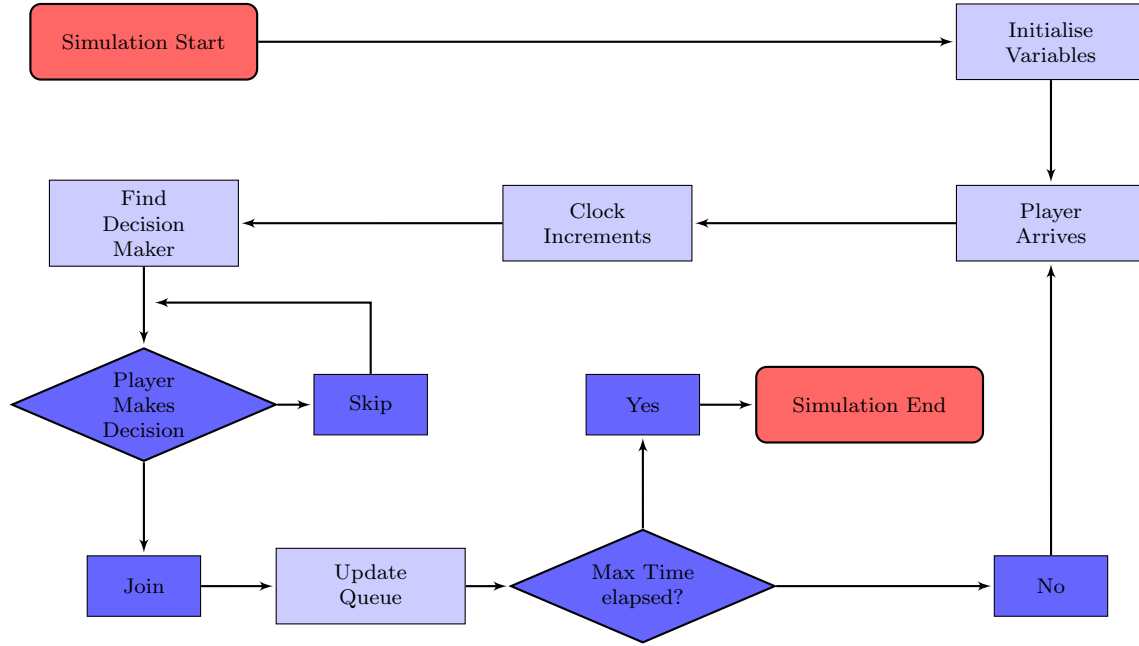 Simulation Start
Initialise
Variables
Find
Decision
Maker
Clock
Increments
Player
Arrives
Player
Makes
Decision
Skip
Yes
Simulation End
Join
Update
Queue
Max Time
elapsed?
No